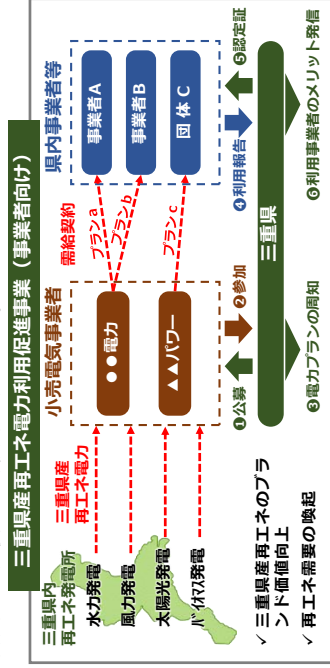 三重県産再エネ電力利用促進事業（事業者向け）
三重県内
再エネ発電所
水力発電
風力発電
太陽光発電
バイオマス発電
三重県産
再エネ電力
小売電気事業者
●●電力
▲▲パワー
需給契約
プランa
プランb
プランc
県内事業者等
事業者A
事業者B
団体C
❶公募
❷参加
❹利用報告
❺認定証
三重県
❸電力プランの周知
❻利用事業者のメリット発信
✓ 三重県産再エネのブラ
ンド価値向上
✓ 再エネ需要の喚起